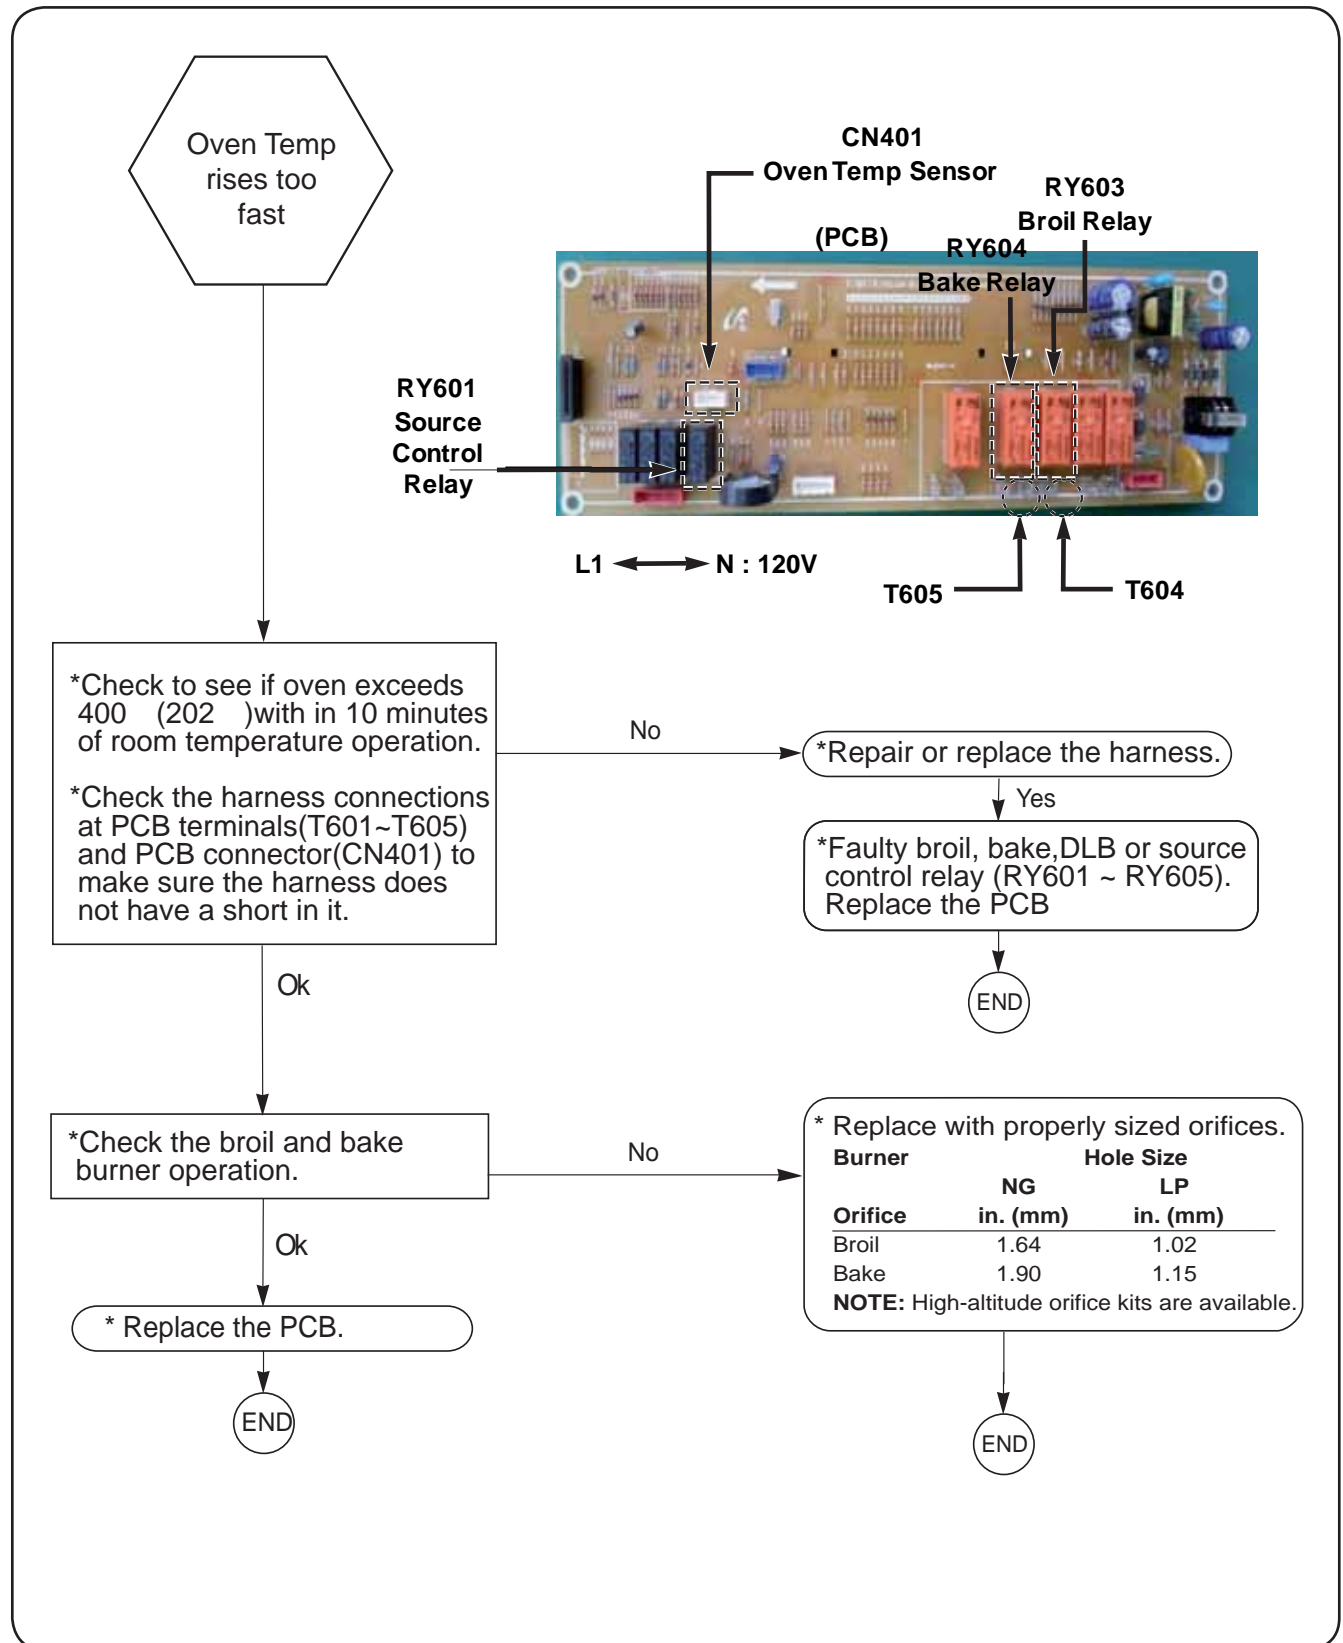 Oven Temp
rises too
fast
CN401
Oven Temp Sensor
RY603
Broil Relay
(PCB)
RY604
Bake Relay
RY601
Source
Control
Relay
L1 N : 120V
T605
T604
*Check to see if oven exceeds
400 (202 )with in 10 minutes
of room temperature operation.
*Check the harness connections
at PCB terminals(T601~T605)
and PCB connector(CN401) to
make sure the harness does
not have a short in it.
No
*Repair or replace the harness.
Yes
*Faulty broil, bake,DLB or source
control relay (RY601 ~ RY605).
Replace the PCB
END
Ok
*Check the broil and bake
burner operation.
No
* Replace with properly sized orifices.
Burner Hole Size
NG LP
Orifice in. (mm) in. (mm)
Broil 1.64 1.02
Bake 1.90 1.15
NOTE: High-altitude orifice kits are available.
END
Ok
* Replace the PCB.
END